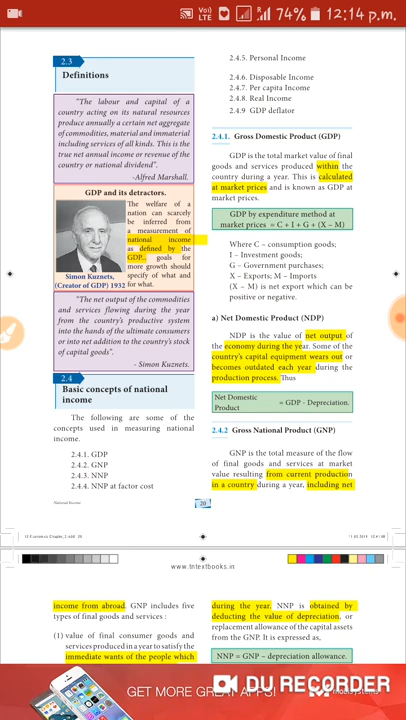 Voi)
LTE
R
74% 12:14 p.m.
2.3
Definitions
"The labour and capital of a
country acting on its natural resources
produce annually a certain net aggregate
of commodities, material and immaterial
including services of all kinds. This is the
true net annual income or revenue of the
country or national dividend".
-Alfred Marshall.
GDP and its detractors.
The welfare of a
nation can scarcely
be inferred from
a measurement of
national income
as defined by the
GDP... goals for
more growth should
specify of what and
for what.
Simon Kuznets,
(Creator of GDP) 1932
"The net output of the commodities
and services flowing during the year
from the country's productive system
into the hands of the ultimate consumers
or into net addition to the country's stock
of capital goods".
- Simon Kuznets.
2.4
Basic concepts of national
income
The following are some of the
concepts used in measuring national
income.
2.4.1. GDP
2.4.2. GNP
2.4.3. NNP
2.4.4. NNP at factor cost
2.4.5. Personal Income
2.4.6. Disposable Income
2.4.7. Per capita Income
2.4.8. Real Income
2.4.9 GDP deflator
2.4.1. Gross Domestic Product (GDP)
GDP is the total market value of final
goods and services produced within the
country during a year. This is calculated
at market prices and is known as GDP at
market prices.
GDP by expenditure method at
market prices = C + I + G + (X – M)
Where C – consumption goods;
I – Investment goods;
G – Government purchases;
X – Exports; M – Imports
(X – M) is net export which can be
positive or negative.
a) Net Domestic Product (NDP)
NDP is the value of net output of
the economy during the year. Some of the
country's capital equipment wears out or
becomes outdated each year during the
production process. Thus
Net Domestic
Product = GDP - Depreciation.
2.4.2 Gross National Product (GNP)
GNP is the total measure of the flow
of final goods and services at market
value resulting from current production
in a country during a year, including net
National Income
20
www.tntextbooks.in
income from abroad. GNP includes five
types of final goods and services :
(1) value of final consumer goods and
services produced in a year to satisfy the
immediate wants of the people which
during the year. NNP is obtained by
deducting the value of depreciation, or
replacement allowance of the capital assets
from the GNP. It is expressed as,
NNP = GNP – depreciation allowance.
GET MORE GREAT APPS!
DU RECORDER